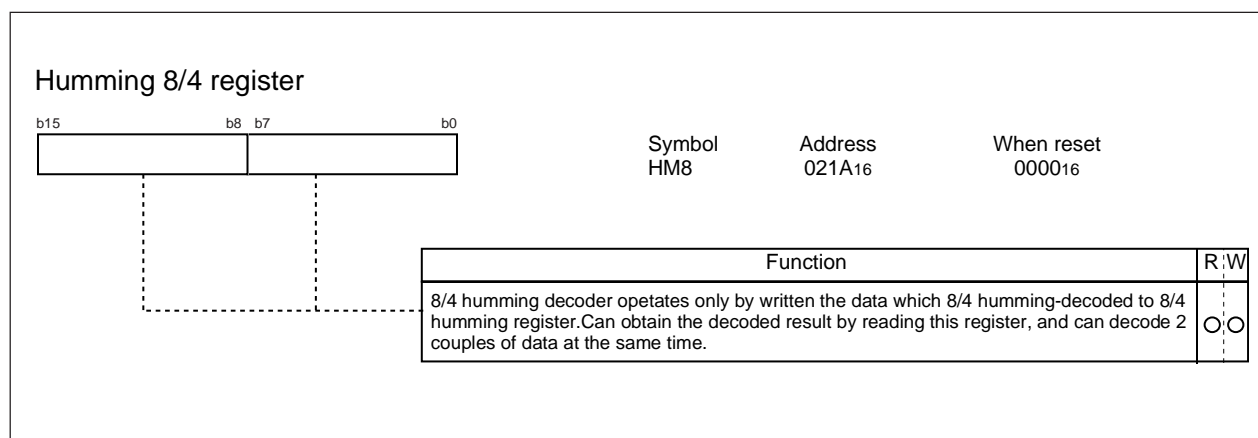 Humming 8/4 register
b15 b8 b7 b0
Symbol Address When reset
HM8 021A16 000016
Function R W
8/4 humming decoder opetates only by written the data which 8/4 humming-decoded to 8/4
humming register.Can obtain the decoded result by reading this register, and can decode 2
couples of data at the same time.